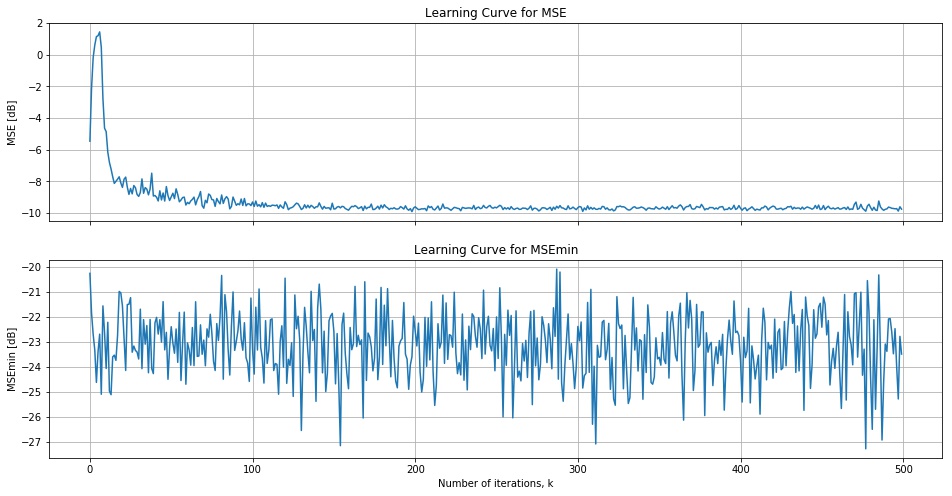 Learning Curve for MSE
MSE [dB]
2
0
−2
−4
−6
−8
−10
Learning Curve for MSEmin
MSEmin [dB]
−20
−21
−22
−23
−24
−25
−26
−27
0 100 200 300 400 500
Number of iterations, k